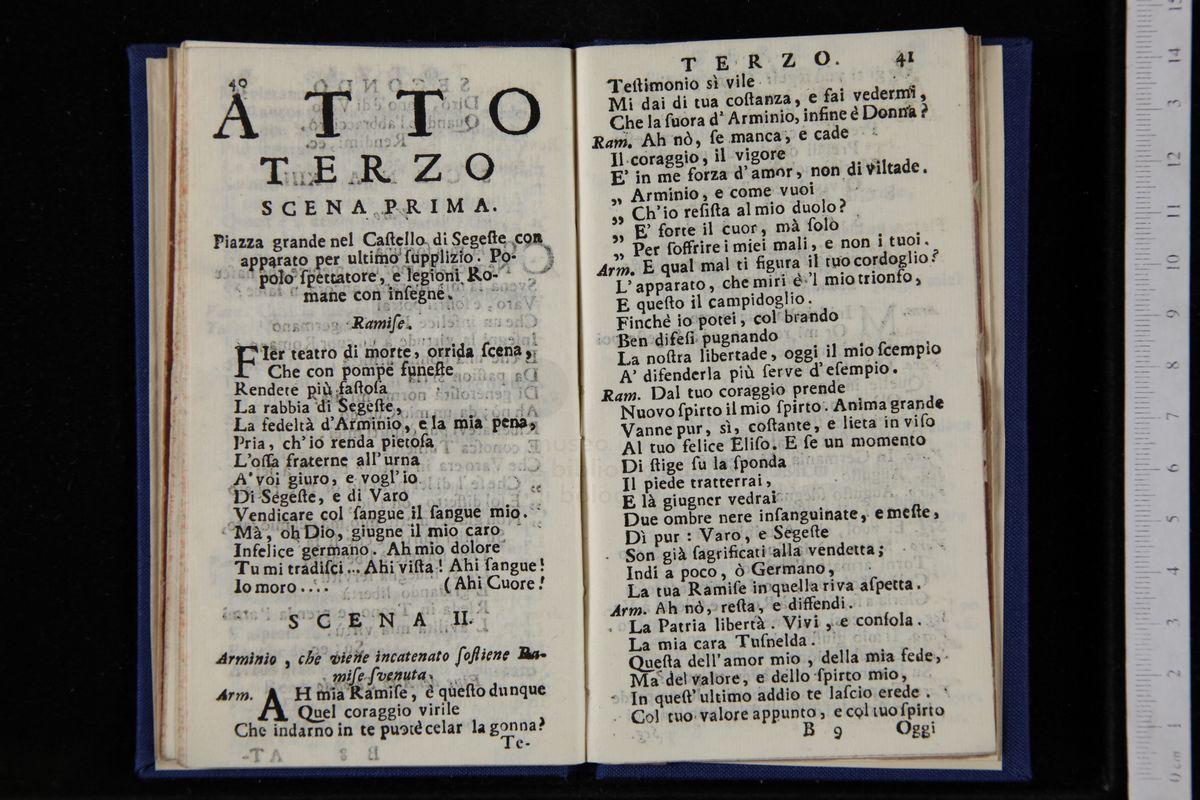 40
ATTO
TERZO
SCENA PRIMA.
Piazza grande nel Caſtello di Segeſte con
apparato per ultimo ſupplizio. Po-
polo ſpettatore, e legioni Ro-
mane con inſegne.
Ramiſe.
FIer teatro di morte, orrida ſcena,
Che con pompe funeſte
Rendete più faſtoſa
La rabbia di Segeſte,
La fedeltà d'Arminio, e la mia pena,
Pria, ch'io renda pietoſa
L'oſſa fraterne all'urna
A' voi giuro, e vogl'io
Di Segeſte, e di Varo
Vendicare col ſangue il ſangue mio.
Mà, oh Dio, giugne il mio caro
Infelice germano. Ah mio dolore
Tu mi tradiſci... Ahi viſta! Ahi ſangue!
Io moro .... (Ahi Cuore!
SCENA II.
Arminio, che viene incatenato ſoſtiene Ra-
miſe ſvenuta.
Arm. AH mia Ramiſe, è queſto dunque
Quel coraggio virile
Che indarno in te puotè celar la gonna?
Te-
B 8 AT-
TERZO. 41
Teſtimonio sì vile
Mi dai di tua coſtanza, e fai vedermi,
Che la ſuora d' Arminio, infine è Donna?
Ram. Ah nò, ſe manca, e cade
Il coraggio, il vigore
E' in me forza d'amor, non di viltade.
„ Arminio, e come vuoi
„ Ch'io reſiſta al mio duolo?
„ E' forte il cuor, mà ſolo
„ Per ſoffrire i miei mali, e non i tuoi.
Arm. E qual mal ti figura il tuo cordoglio?
L' apparato, che miri è 'l mio trionfo,
E queſto il campidoglio.
Finchè io potei, col brando
Ben difeſi pugnando
La noſtra libertade, oggi il mio ſcempio
A' difenderla più ſerve d'eſempio.
Ram. Dal tuo coraggio prende
Nuovo ſpirto il mio ſpirto. Anima grande
Vanne pur, sì, coſtante, e lieta in viſo
Al tuo felice Eliſo. E ſe un momento
Di ſtige ſu la ſponda
Il piede tratterrai,
E là giugner vedrai
Due ombre nere inſanguinate, e meſte,
Dì pur: Varo, e Segeſte
Son già ſagrificati alla vendetta;
Indi a poco, ò Germano,
La tua Ramiſe in quella riva aſpetta.
Arm. Ah nò, reſta, e diffendi.
La Patria libertà. Vivi, e conſola.
La mia cara Tuſnelda.
Queſta dell'amor mio, della mia fede,
Ma del valore, e dello ſpirto mio,
In queſt'ultimo addio te laſcio erede.
Col tuo valore appunto, e col tuo ſpirto
B 9 Oggi